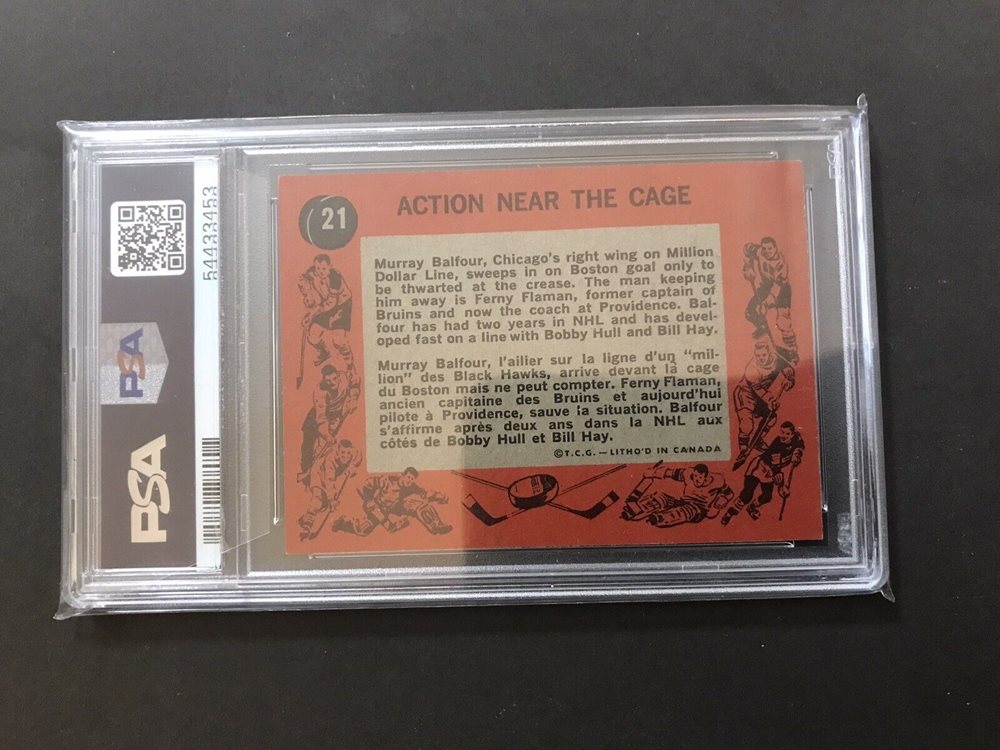 21
ACTION NEAR THE CAGE
Murray Balfour, Chicago's right wing on Million
Dollar Line, sweeps in on Boston goal only to
be thwarted at the crease. The man keeping
him away is Ferny Flaman, former captain of
Bruins and now the coach at Providence. Bal-
four has had two years in NHL and has devel-
oped fast on a line with Bobby Hull and Bill Hay.
Murray Balfour, l'ailier sur la ligne d'un "mil-
lion" des Black Hawks, arrive devant la cage
du Boston mais ne peut compter. Ferny Flaman,
ancien capitaine des Bruins et aujourd'hui
pilote à Providence, sauve la situation. Balfour
s'affirme après deux ans dans la NHL aux
côtés de Bobby Hull et Bill Hay.
©T.C.G. — LITHO'D IN CANADA
54433453
PSA
PSA